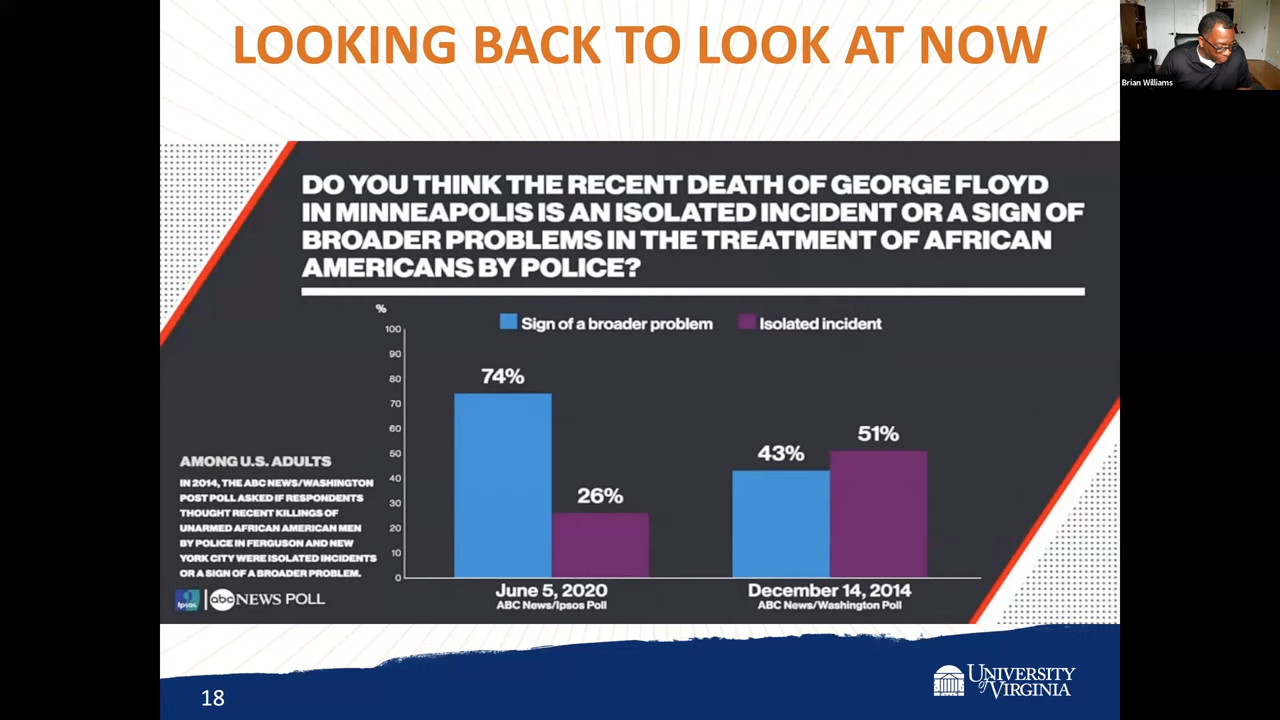 LOOKING BACK TO LOOK AT NOW
Brian Williams
DO YOU THINK THE RECENT DEATH OF GEORGE FLOYD
IN MINNEAPOLIS IS AN ISOLATED INCIDENT OR A SIGN OF
BROADER PROBLEMS IN THE TREATMENT OF AFRICAN
AMERICANS BY POLICE?
%
Sign of a broader problem
Isolated incident
100
90
80
70
60
50
40
30
20
10
0
74%
26%
43%
51%
June 5, 2020
ABC News/Ipsos Poll
December 14, 2014
ABC News/Washington Poll
AMONG U.S. ADULTS
IN 2014, THE ABC NEWS/WASHINGTON
POST POLL ASKED IF RESPONDENTS
THOUGHT RECENT KILLINGS OF
UNARMED AFRICAN AMERICAN MEN
BY POLICE IN FERGUSON AND NEW
YORK CITY WERE ISOLATED INCIDENTS
OR A SIGN OF A BROADER PROBLEM.
Ipsos abc NEWS POLL
18
UNIVERSITY
of VIRGINIA